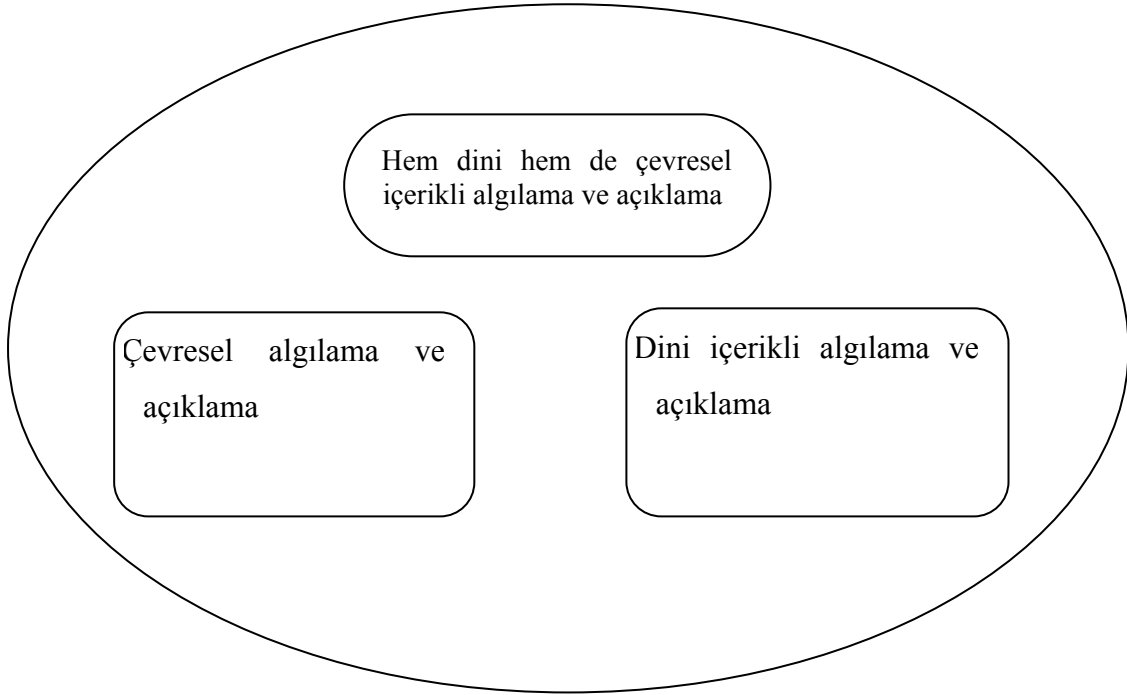 Hem dini hem de çevresel
içerikli algılama ve açıklama
Çevresel algılama ve
açıklama
Dini içerikli algılama ve
açıklama